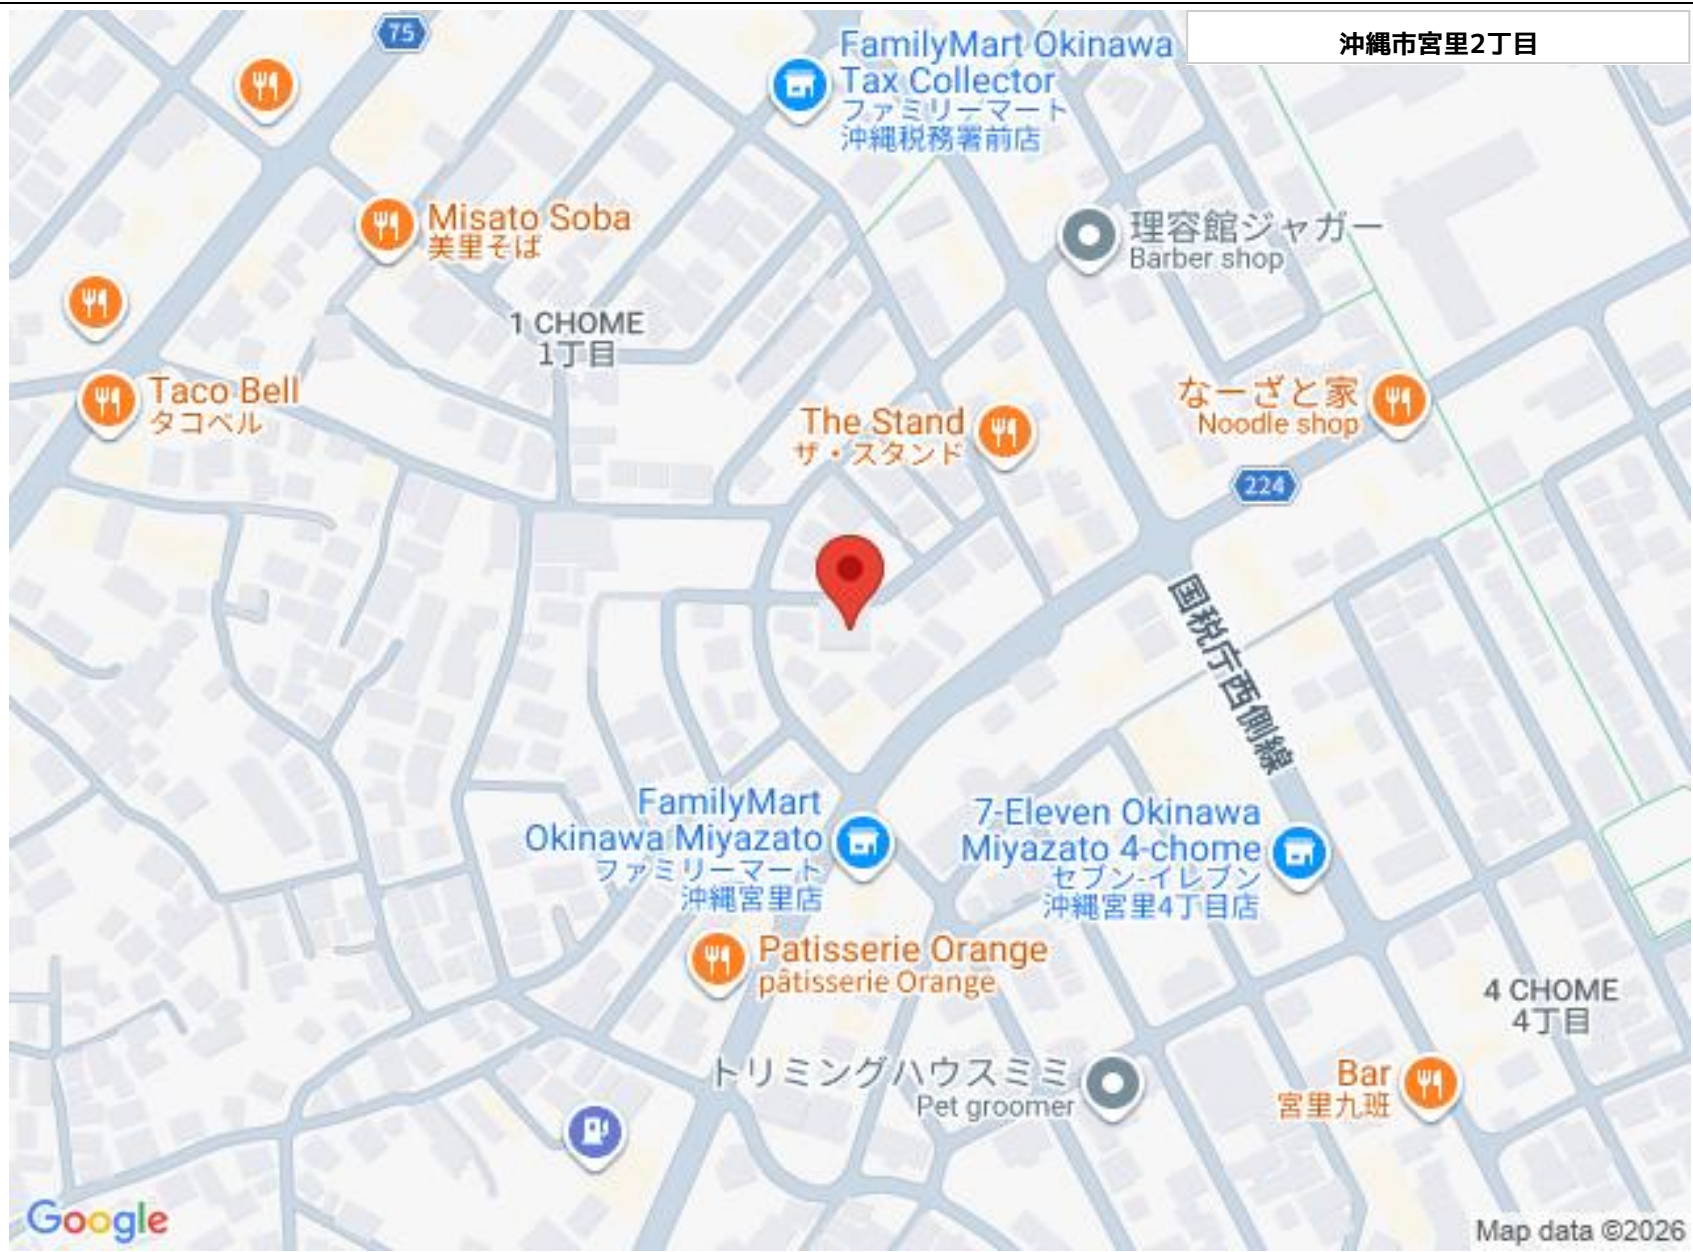 75
沖縄市宮里2丁目
FamilyMart Okinawa
Tax Collector
ファミリーマート
沖縄税務署前店
Misato Soba
美里そば
理容館ジャガー
Barber shop
1 CHOME
1丁目
Taco Bell
タコベル
The Stand
ザ・スタンド
なーざと家
Noodle shop
224
国税庁西側線
FamilyMart
Okinawa Miyazato
ファミリーマート
沖縄宮里店
7-Eleven Okinawa
Miyazato 4-chome
セブン-イレブン
沖縄宮里4丁目店
Patisserie Orange
pâtisserie Orange
4 CHOME
4丁目
トリミングハウスミミ
Pet groomer
Bar
宮里九班
Google
Map data ©2026